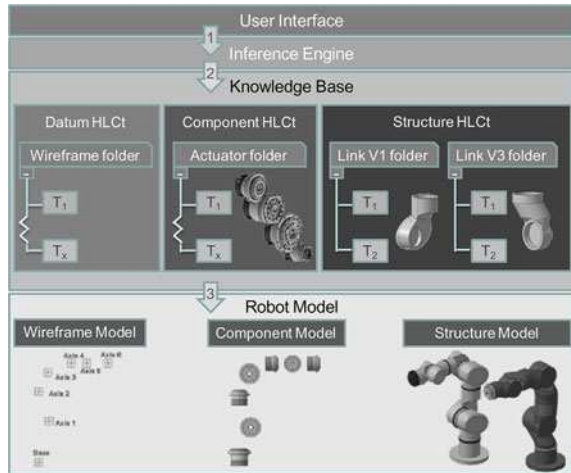 User Interface
1
Inference Engine
2
Knowledge Base
Datum HLCt
Component HLCt
Structure HLCt
Wireframe folder
Actuator folder
Link V1 folder
Link V3 folder
-
-
-
-
T1
T1
T1
T1
Tx
Tx
T2
T2
3
Robot Model
Wireframe Model
Component Model
Structure Model
Axis 4
Axis 6
Axis 3
Axis 5
Axis 2
Axis 1
Base